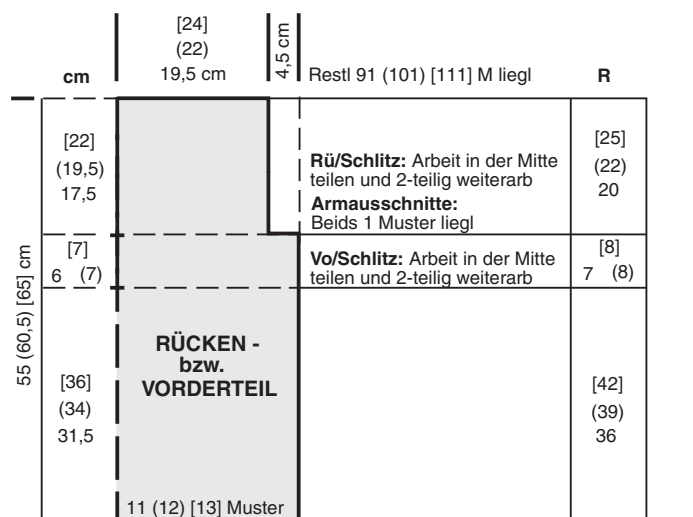 [24]
(22)
19,5 cm
4,5 cm
cm
Restl 91 (101) [111] M liegl
R
[22]
(19,5)
17,5
Rü/Schlitz: Arbeit in der Mitte
teilen und 2-teilig weiterarb
Armausschnitte:
Beids 1 Muster liegl
[25]
(22)
20
[7]
6 (7)
Vo/Schlitz: Arbeit in der Mitte
teilen und 2-teilig weiterarb
[8]
7 (8)
55 (60,5) [65] cm
[36]
(34)
31,5
RÜCKEN -
bzw.
VORDERTEIL
[42]
(39)
36
11 (12) [13] Muster